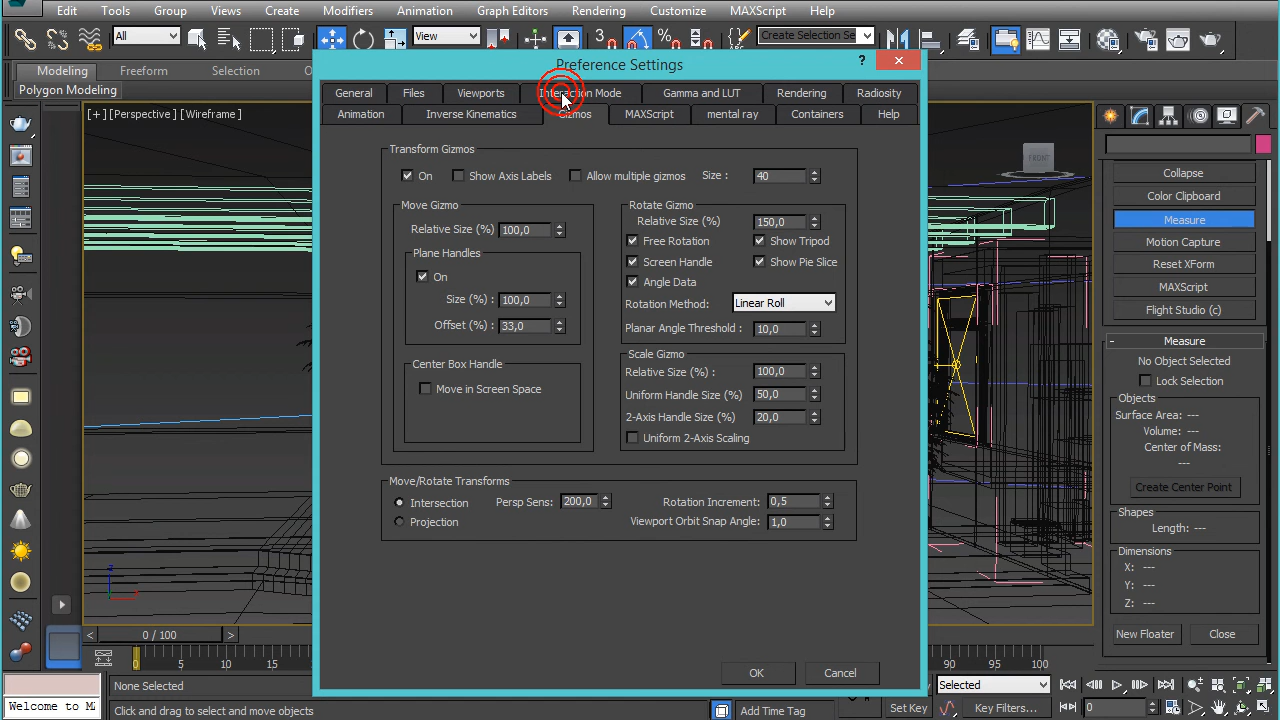 Edit Tools Group Views Create Modifiers Animation Graph Editors Rendering Customize MAXScript Help
All View 3 Create Selection Se
Modeling Freeform Selection
Polygon Modeling
Preference Settings ?
General Files Viewports Interaction Mode Gamma and LUT Rendering Radiosity
Animation Inverse Kinematics Gizmos MAXScript mental ray Containers Help
[+] [Perspective] [Wireframe]
FRONT
Transform Gizmos
On Show Axis Labels Allow multiple gizmos Size : 40
Move Gizmo
Relative Size (%) 100,0
Plane Handles
On
Size (%) : 100,0
Offset (%) : 33,0
Center Box Handle
Move in Screen Space
Rotate Gizmo
Relative Size (%) 150,0
Free Rotation Show Tripod
Screen Handle Show Pie Slice
Angle Data
Rotation Method: Linear Roll
Planar Angle Threshold : 10,0
Scale Gizmo
Relative Size (%) : 100,0
Uniform Handle Size (%) 50,0
2-Axis Handle Size (%) 20,0
Uniform 2-Axis Scaling
Move/Rotate Transforms
Intersection Persp Sens: 200,0 Rotation Increment: 0,5
Projection Viewport Orbit Snap Angle: 1,0
OK Cancel
Collapse
Color Clipboard
Measure
Motion Capture
Reset XForm
MAXScript
Flight Studio (c)
- Measure
No Object Selected
Lock Selection
Objects
Surface Area: ---
Volume: ---
Center of Mass:
---
Create Center Point
Shapes
Length: ---
Dimensions
X: ---
Y: ---
Z: ---
New Floater Close
z
< 0 / 100 >
0 5 10 15 90 95 100
None Selected
Welcome to MA
Click and drag to select and move objects
Add Time Tag
Selected
Set Key Key Filters... 0